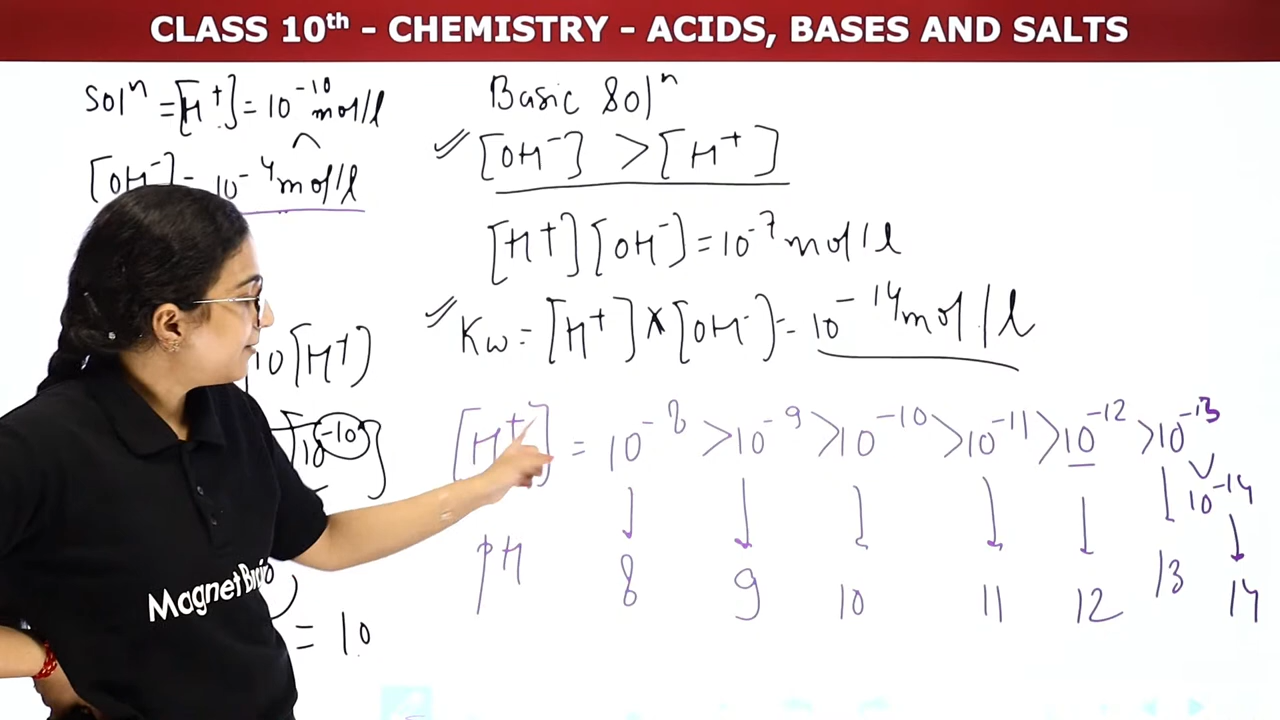 CLASS 10ᵗʰ - CHEMISTRY - ACIDS, BASES AND SALTS
Solⁿ = [H⁺] = 10⁻¹⁰ mol/l
[OH⁻] = 10⁻⁴ mol/l
10[H⁺]
10⁻¹⁰]
= 10
Basic Solⁿ
[OH⁻] > [H⁺]
[H⁺][OH⁻] = 10⁻⁷ mol/l
Kw = [H⁺] × [OH⁻] = 10⁻¹⁴ mol/l
[H⁺] = 10⁻⁸ > 10⁻⁹ > 10⁻¹⁰ > 10⁻¹¹ > 10⁻¹² > 10⁻¹³
10⁻¹⁴
pH 8 9 10 11 12 13 14